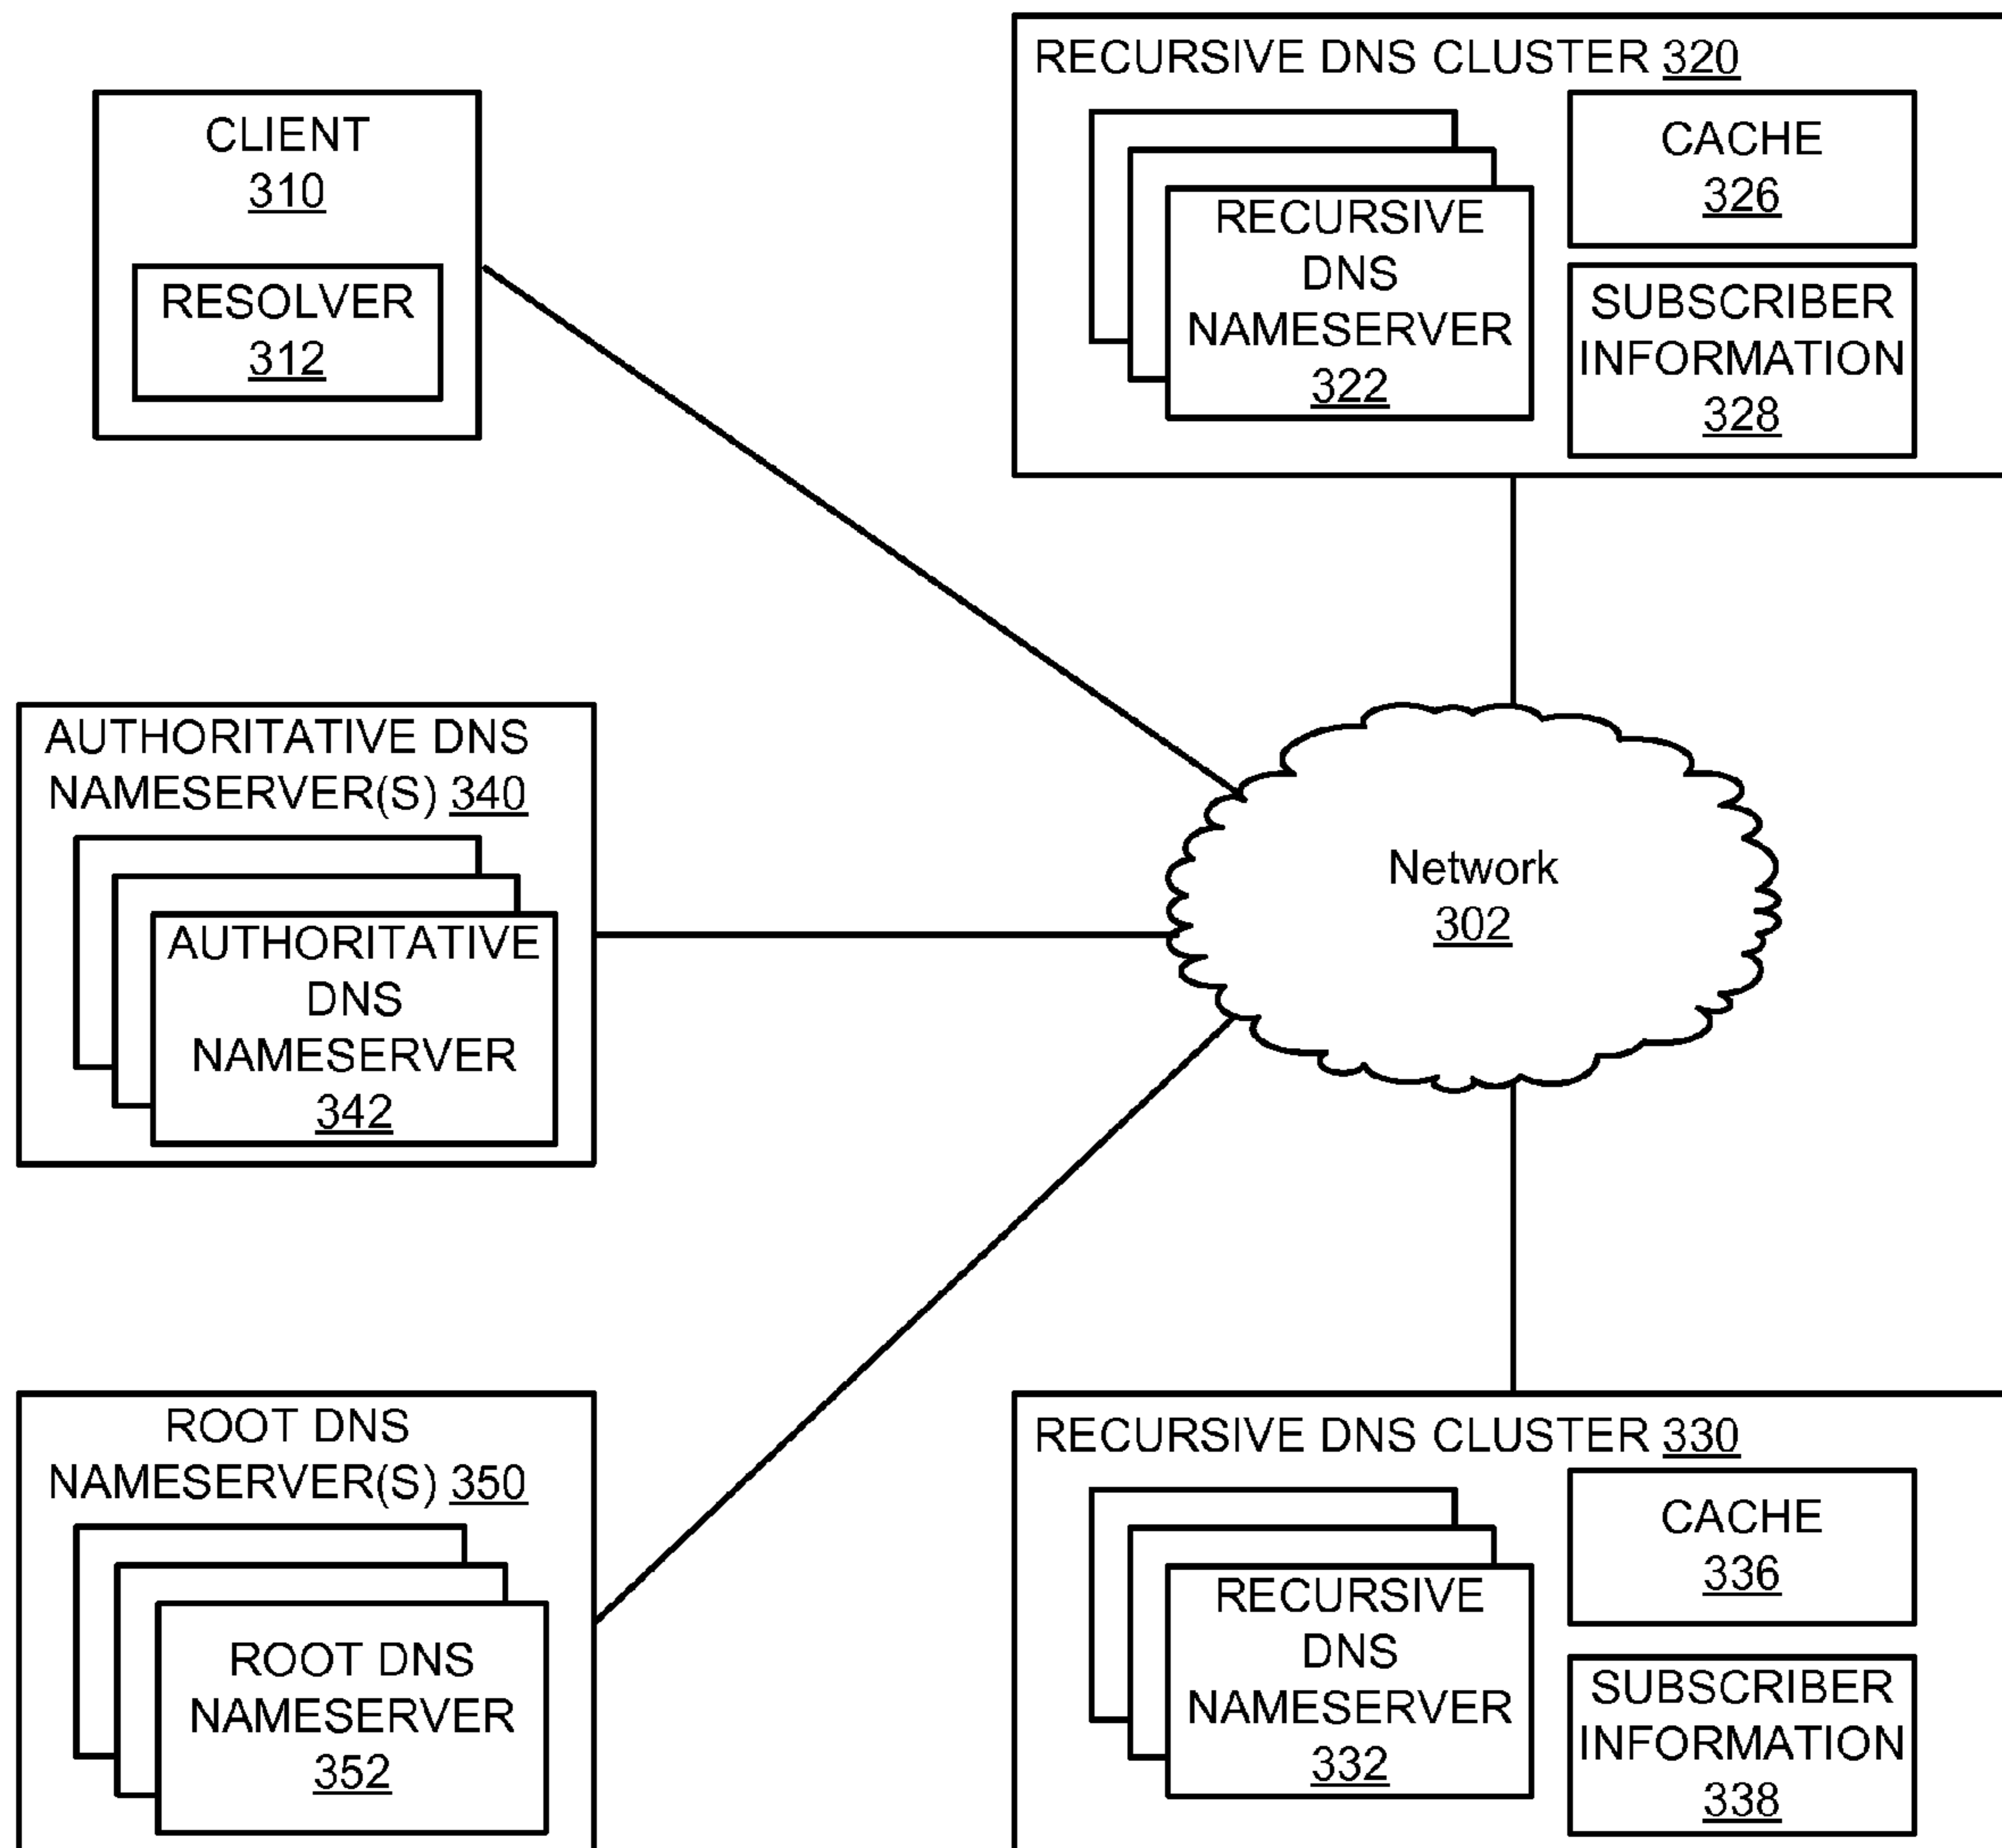 CLIENT
310
RESOLVER
312
RECURSIVE DNS CLUSTER 320
RECURSIVE
DNS
NAMESERVER
322
CACHE
326
SUBSCRIBER
INFORMATION
328
AUTHORITATIVE DNS
NAMESERVER(S) 340
AUTHORITATIVE
DNS
NAMESERVER
342
Network
302
ROOT DNS
NAMESERVER(S) 350
ROOT DNS
NAMESERVER
352
RECURSIVE DNS CLUSTER 330
RECURSIVE
DNS
NAMESERVER
332
CACHE
336
SUBSCRIBER
INFORMATION
338